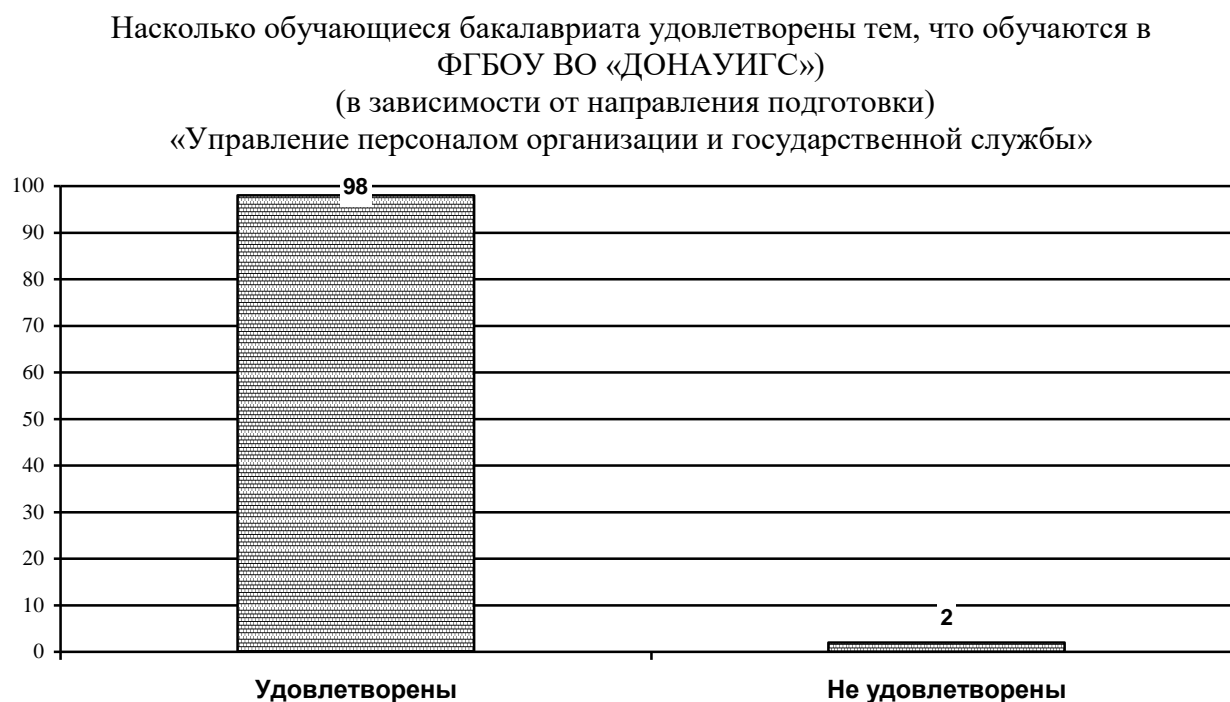 Насколько обучающиеся бакалавриата удовлетворены тем, что обучаются в
ФГБОУ ВО «ДОНАУИГС»)
(в зависимости от направления подготовки)
«Управление персоналом организации и государственной службы»
100
90
80
70
60
50
40
30
20
10
0
98
2
Удовлетворены
Не удовлетворены